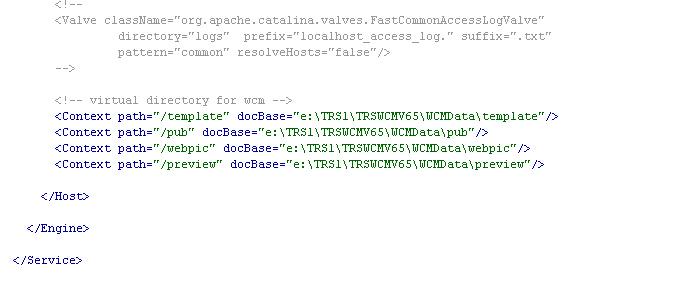 <!--
<Valve className="org.apache.catalina.valves.FastCommonAccessLogValve"
directory="logs" prefix="localhost_access_log." suffix=".txt"
pattern="common" resolveHosts="false"/>
-->
<!-- virtual directory for wcm -->
<Context path="/template" docBase="e:\TRS1\TRSWCMV65\WCMData\template"/>
<Context path="/pub" docBase="e:\TRS1\TRSWCMV65\WCMData\pub"/>
<Context path="/webpic" docBase="e:\TRS1\TRSWCMV65\WCMData\webpic"/>
<Context path="/preview" docBase="e:\TRS1\TRSWCMV65\WCMData\preview"/>
</Host>
</Engine>
</Service>